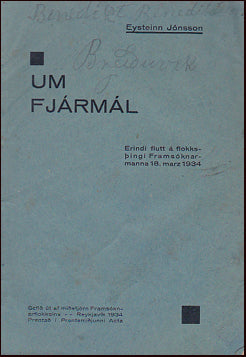 Benedikt
Eysteinn Jónsson
UM
FJÁRMÁL
Erindi flutt á flokks-
þingi Framsóknar-
manna 18. marz 1934
Gefið út af miðstjórn Framsókn-
arflokksins -- Reykjavík 1934
Prentað í Prentsmiðjunni Acta